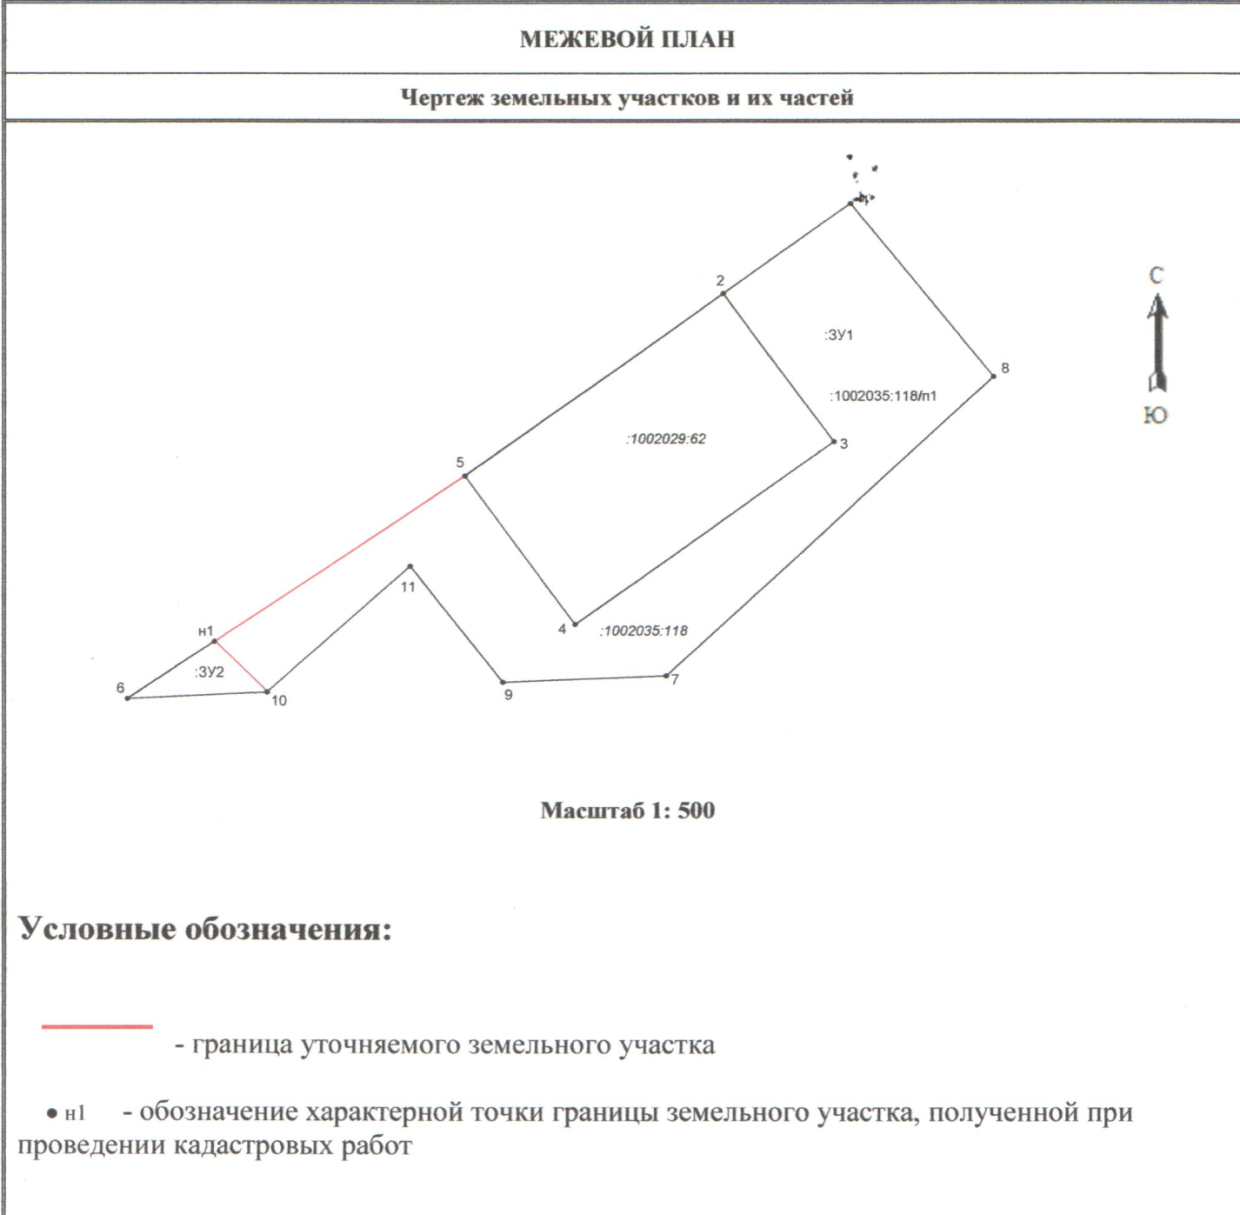 МЕЖЕВОЙ ПЛАН
Чертеж земельных участков и их частей
С
2
:ЗУ1
8
:1002035:118/п1
Ю
:1002029:62
3
5
11
н1
4
:1002035:118
:ЗУ2
7
6
9
10
Масштаб 1: 500
Условные обозначения:
- граница уточняемого земельного участка
н1 - обозначение характерной точки границы земельного участка, полученной при
проведении кадастровых работ